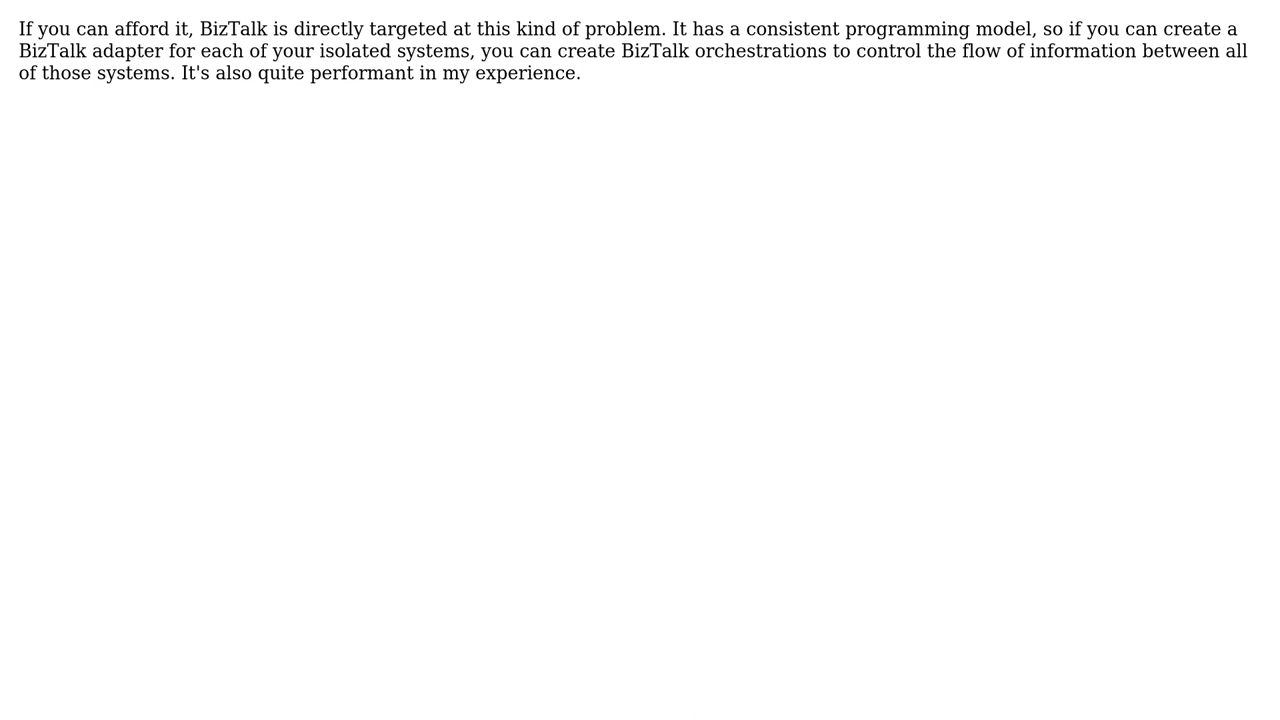 If you can afford it, BizTalk is directly targeted at this kind of problem. It has a consistent programming model, so if you can create a
BizTalk adapter for each of your isolated systems, you can create BizTalk orchestrations to control the flow of information between all
of those systems. It's also quite performant in my experience.